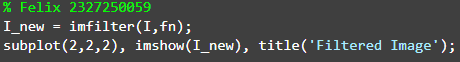 % Felix 2327250059
I_new = imfilter(I,fn);
subplot(2,2,2), imshow(I_new), title('Filtered Image');